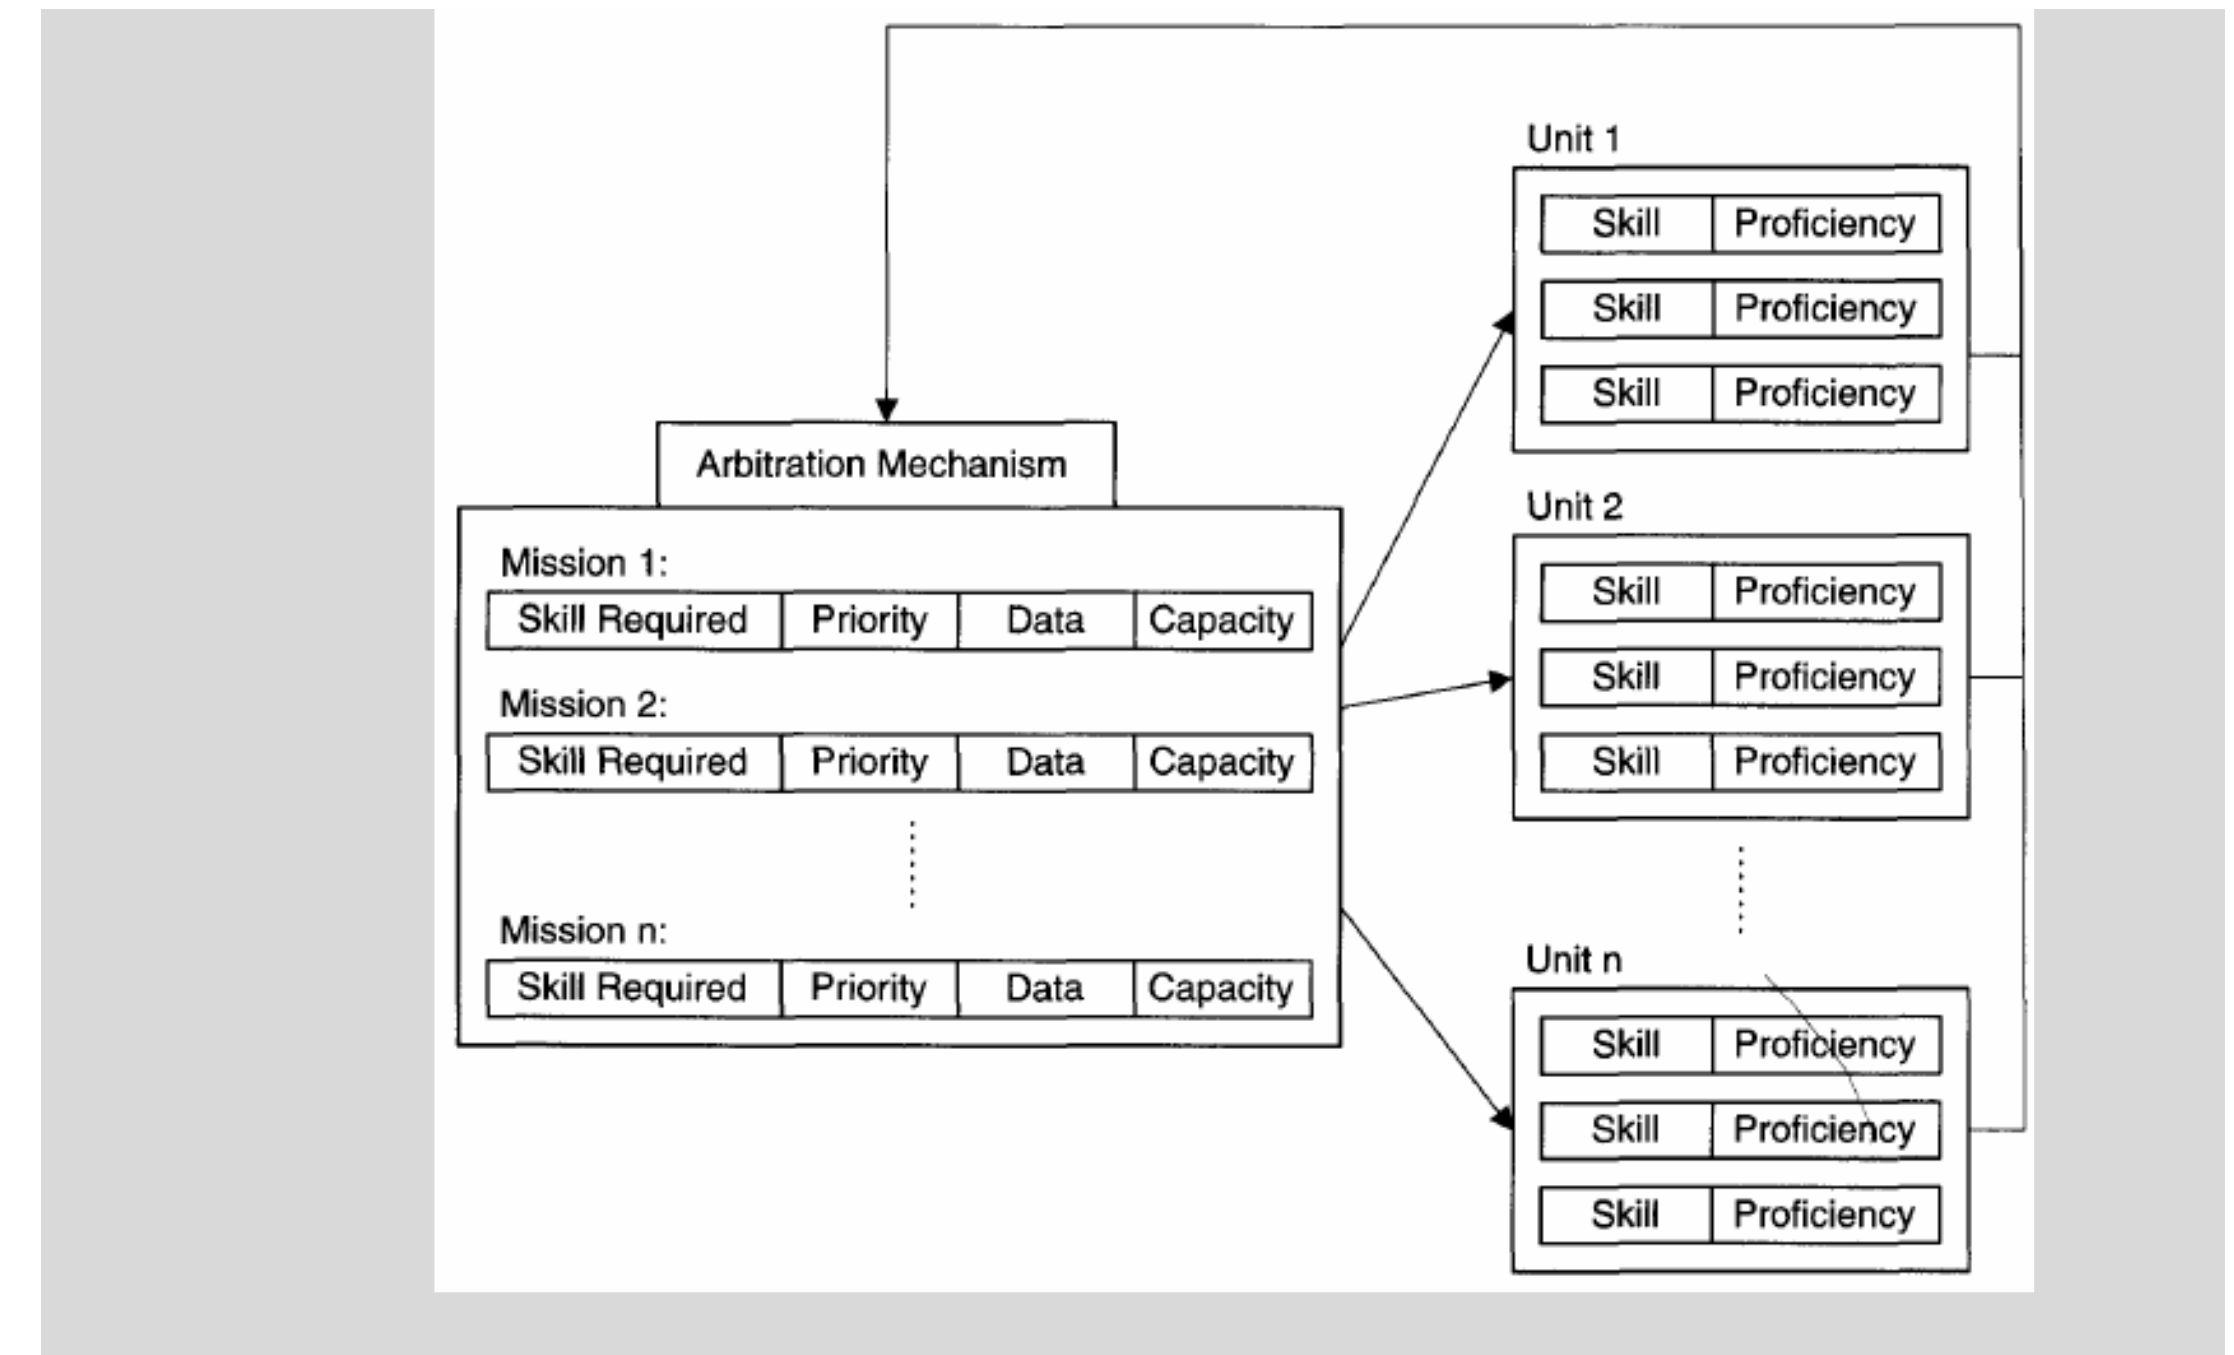 Unit 1
Skill Proficiency
Skill Proficiency
Skill Proficiency
Arbitration Mechanism
Mission 1:
Skill Required Priority Data Capacity
Mission 2:
Skill Required Priority Data Capacity
Mission n:
Skill Required Priority Data Capacity
Unit 2
Skill Proficiency
Skill Proficiency
Skill Proficiency
Unit n
Skill Proficiency
Skill Proficiency
Skill Proficiency